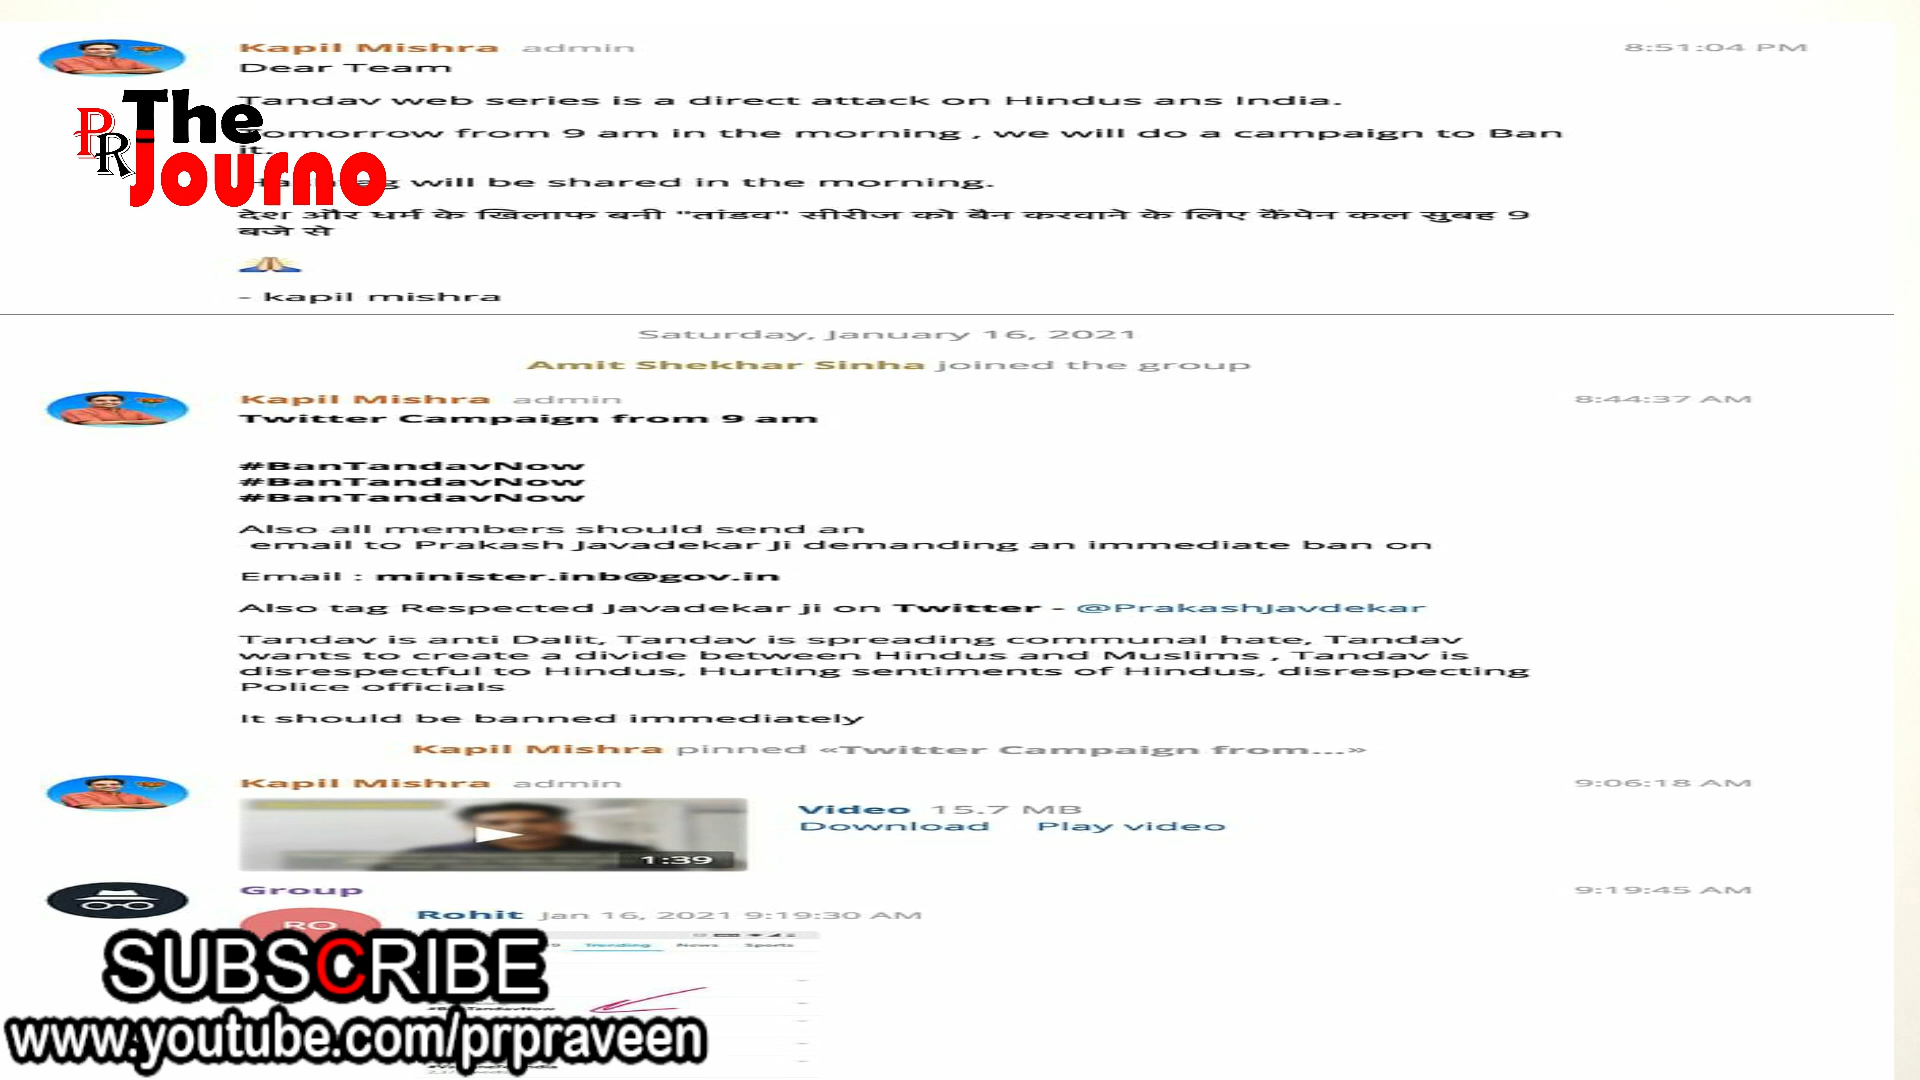 Kapil Mishra admin 8:51:04 PM
Dear Team
Tandav web series is a direct attack on Hindus ans India.
omorrow from 9 am in the morning , we will do a campaign to Ban
it.
will be shared in the morning.
देश और धर्म के खिलाफ बनी "तांडव" सीरीज को बैन करवाने के लिए कैंपेन कल सुबह 9
बजे से
- kapil mishra
PR The
Journo
Saturday, January 16, 2021
Amit Shekhar Sinha joined the group
Kapil Mishra admin 8:44:37 AM
Twitter Campaign from 9 am
#BanTandavNow
#BanTandavNow
#BanTandavNow
Also all members should send an
email to Prakash Javadekar Ji demanding an immediate ban on
Email : minister.inb@gov.in
Also tag Respected Javadekar ji on Twitter - @PrakashJavdekar
Tandav is anti Dalit, Tandav is spreading communal hate, Tandav
wants to create a divide between Hindus and Muslims , Tandav is
disrespectful to Hindus, Hurting sentiments of Hindus, disrespecting
Police officials
It should be banned immediately
Kapil Mishra pinned «Twitter Campaign from...»
Kapil Mishra admin 9:06:18 AM
Video 15.7 MB
Download Play video
1:39
Group 9:19:45 AM
RO
Rohit Jan 16, 2021 9:19:30 AM
Trending News Sports
#BanTandavNow
SUBSCRIBE
www.youtube.com/prpraveen